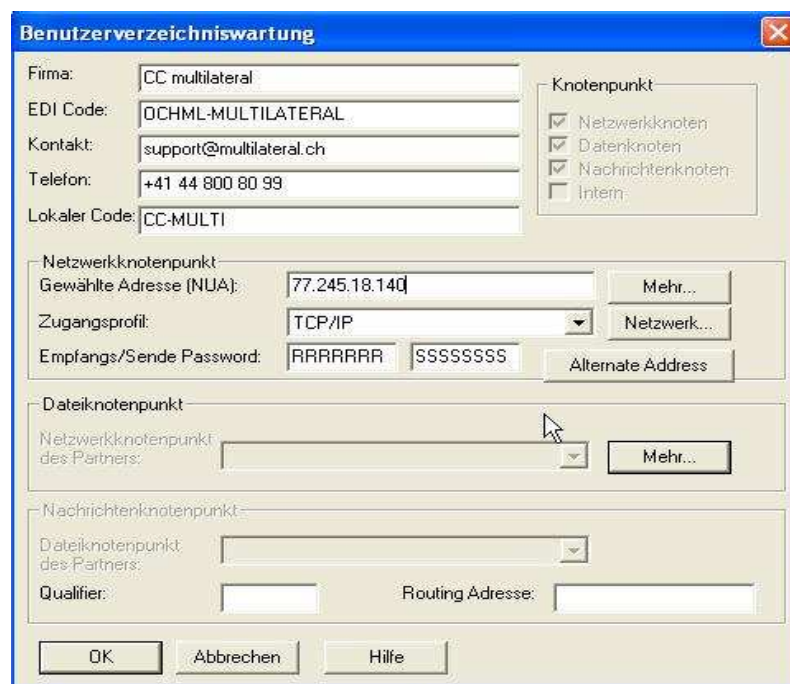 Benutzerverzeichniswartung
Firma: CC multilateral
EDI Code: OCHML-MULTILATERAL
Kontakt: support@multilateral.ch
Telefon: +41 44 800 80 99
Lokaler Code: CC-MULTI
Knotenpunkt
Netzwerkknoten
Datenknoten
Nachrichtenknoten
Intern
Netzwerkknotenpunkt
Gewählte Adresse (NUA): 77.245.18.140 Mehr...
Zugangsprofil: TCP/IP Netzwerk...
Empfangs/Sende Password: RRRRRRR SSSSSSSS Alternate Address
Dateiknotenpunkt
Netzwerkknotenpunkt
des Partners: Mehr...
Nachrichtenknotenpunkt
Dateiknotenpunkt
des Partners:
Qualifier: Routing Adresse:
OK Abbrechen Hilfe